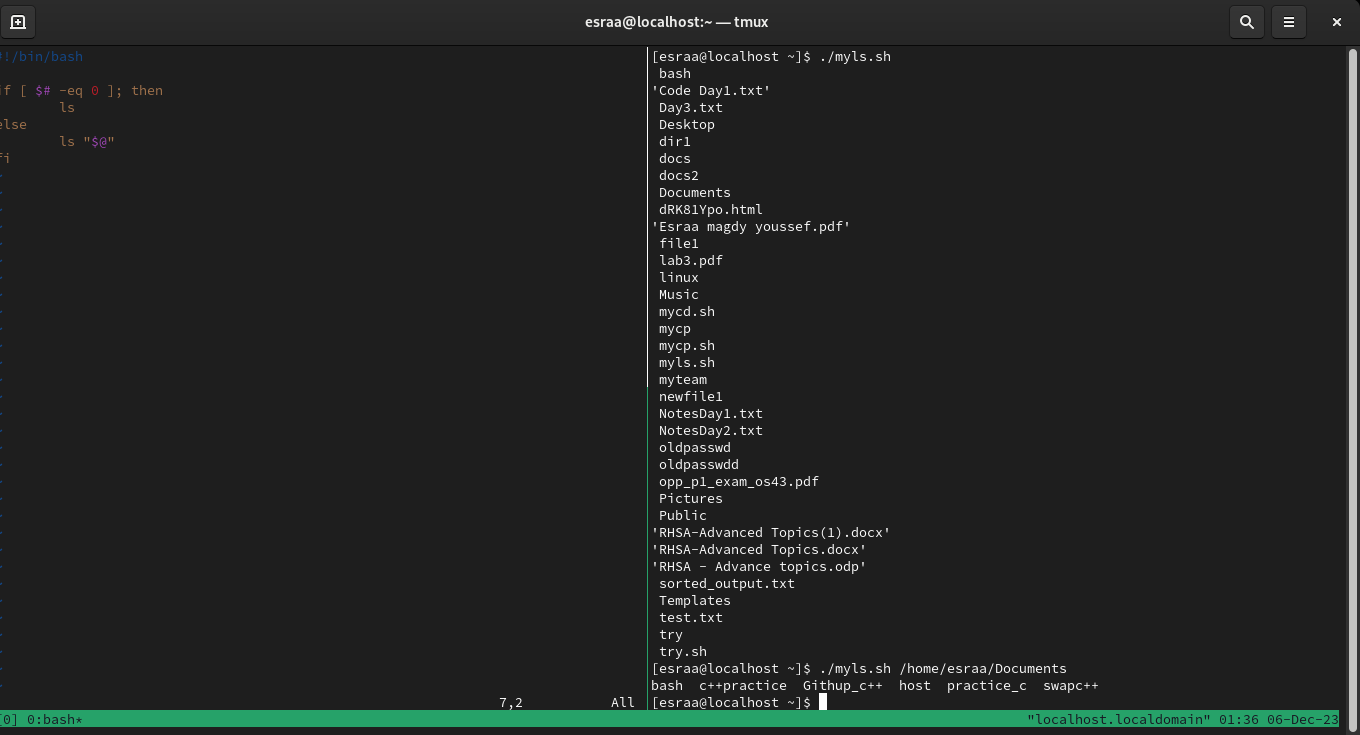 esraa@localhost:~ — tmux
!/bin/bash
if [ $# -eq 0 ]; then
ls
else
ls "$@"
fi
7,2 All
[esraa@localhost ~]$ ./myls.sh
bash
'Code Day1.txt'
Day3.txt
Desktop
dir1
docs
docs2
Documents
dRK81Ypo.html
'Esraa magdy youssef.pdf'
file1
lab3.pdf
linux
Music
mycd.sh
mycp
mycp.sh
myls.sh
myteam
newfile1
NotesDay1.txt
NotesDay2.txt
oldpasswd
oldpasswdd
opp_p1_exam_os43.pdf
Pictures
Public
'RHSA-Advanced Topics(1).docx'
'RHSA-Advanced Topics.docx'
'RHSA - Advance topics.odp'
sorted_output.txt
Templates
test.txt
try
try.sh
[esraa@localhost ~]$ ./myls.sh /home/esraa/Documents
bash c++practice Githup_c++ host practice_c swapc++
[esraa@localhost ~]$
[0] 0:bash* "localhost.localdomain" 01:36 06-Dec-23